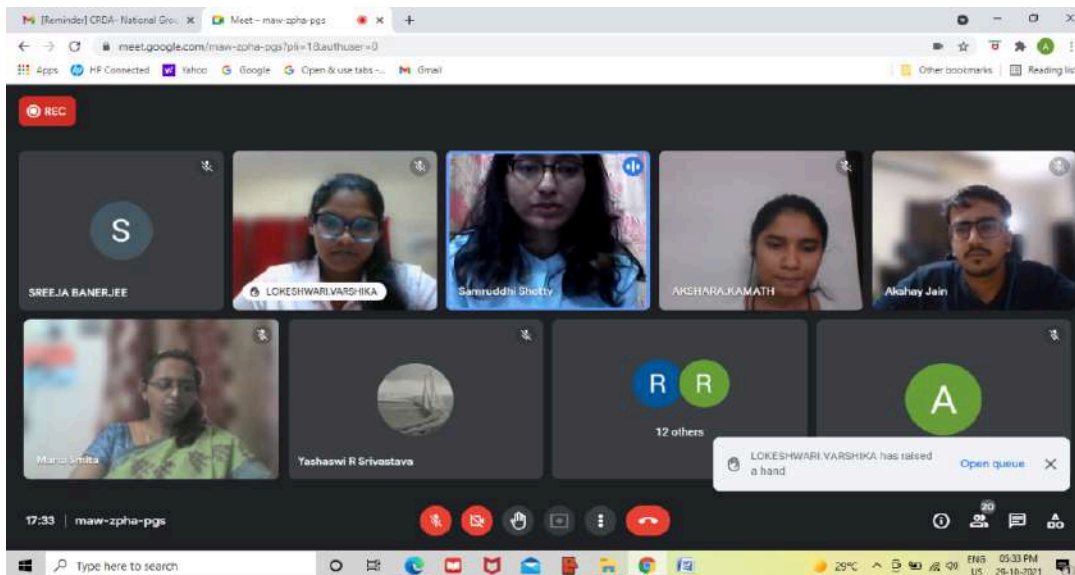 [Reminder] CRDA- National Gro
Meet – maw-zpha-pgs
meet.google.com/maw-zpha-pgs?pli=1&authuser=0
Apps HP Connected Yahoo Google Open & use tabs -... Gmail Other bookmarks Reading list
REC
S
SREEJA BANERJEE
LOKESHWARI.VARSHIKA
Samruddhi Shetty
AKSHARA.KAMATH
Akshay Jain
Maria Smita
Yashaswi R Srivastava
R R
12 others
A
LOKESHWARI.VARSHIKA has raised
a hand
Open queue
17:33 | maw-zpha-pgs
20
Type here to search
29°C
ENG 05:33 PM
US 29-10-2021